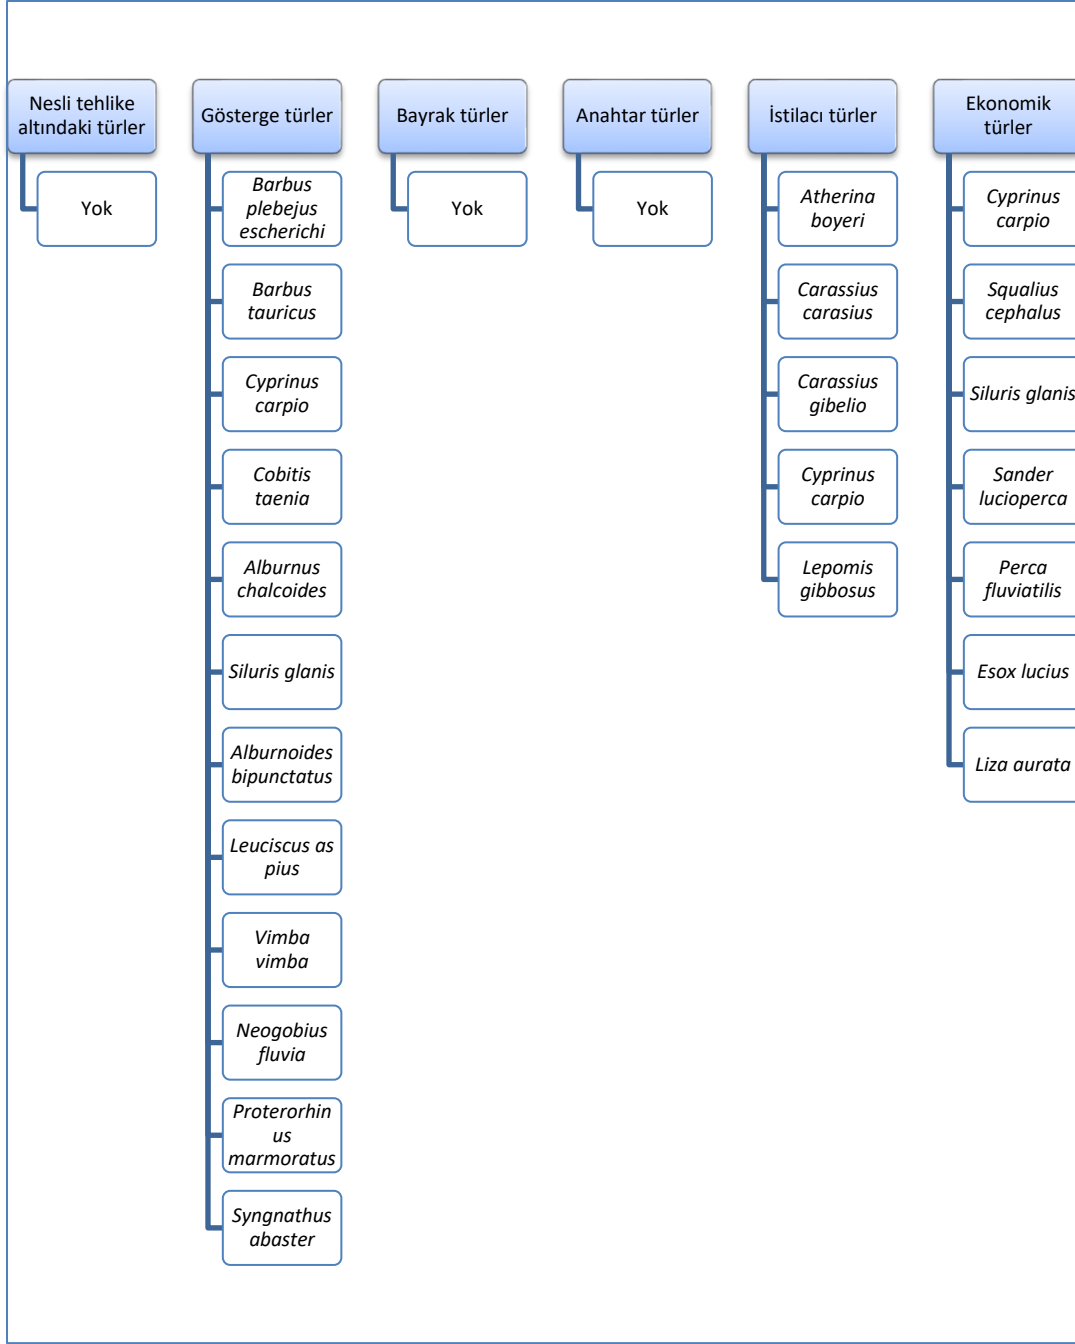 Nesli tehlike
altındaki türler
Yok
Gösterge türler
Barbus
plebejus
escherichi
Barbus
tauricus
Cyprinus
carpio
Cobitis
taenia
Alburnus
chalcoides
Siluris glanis
Alburnoides
bipunctatus
Leuciscus as
pius
Vimba
vimba
Neogobius
fluvia
Proterorhin
us
marmoratus
Syngnathus
abaster
Bayrak türler
Yok
Anahtar türler
Yok
İstilacı türler
Atherina
boyeri
Carassius
carasius
Carassius
gibelio
Cyprinus
carpio
Lepomis
gibbosus
Ekonomik
türler
Cyprinus
carpio
Squalius
cephalus
Siluris glanis
Sander
lucioperca
Perca
fluviatilis
Esox lucius
Liza aurata